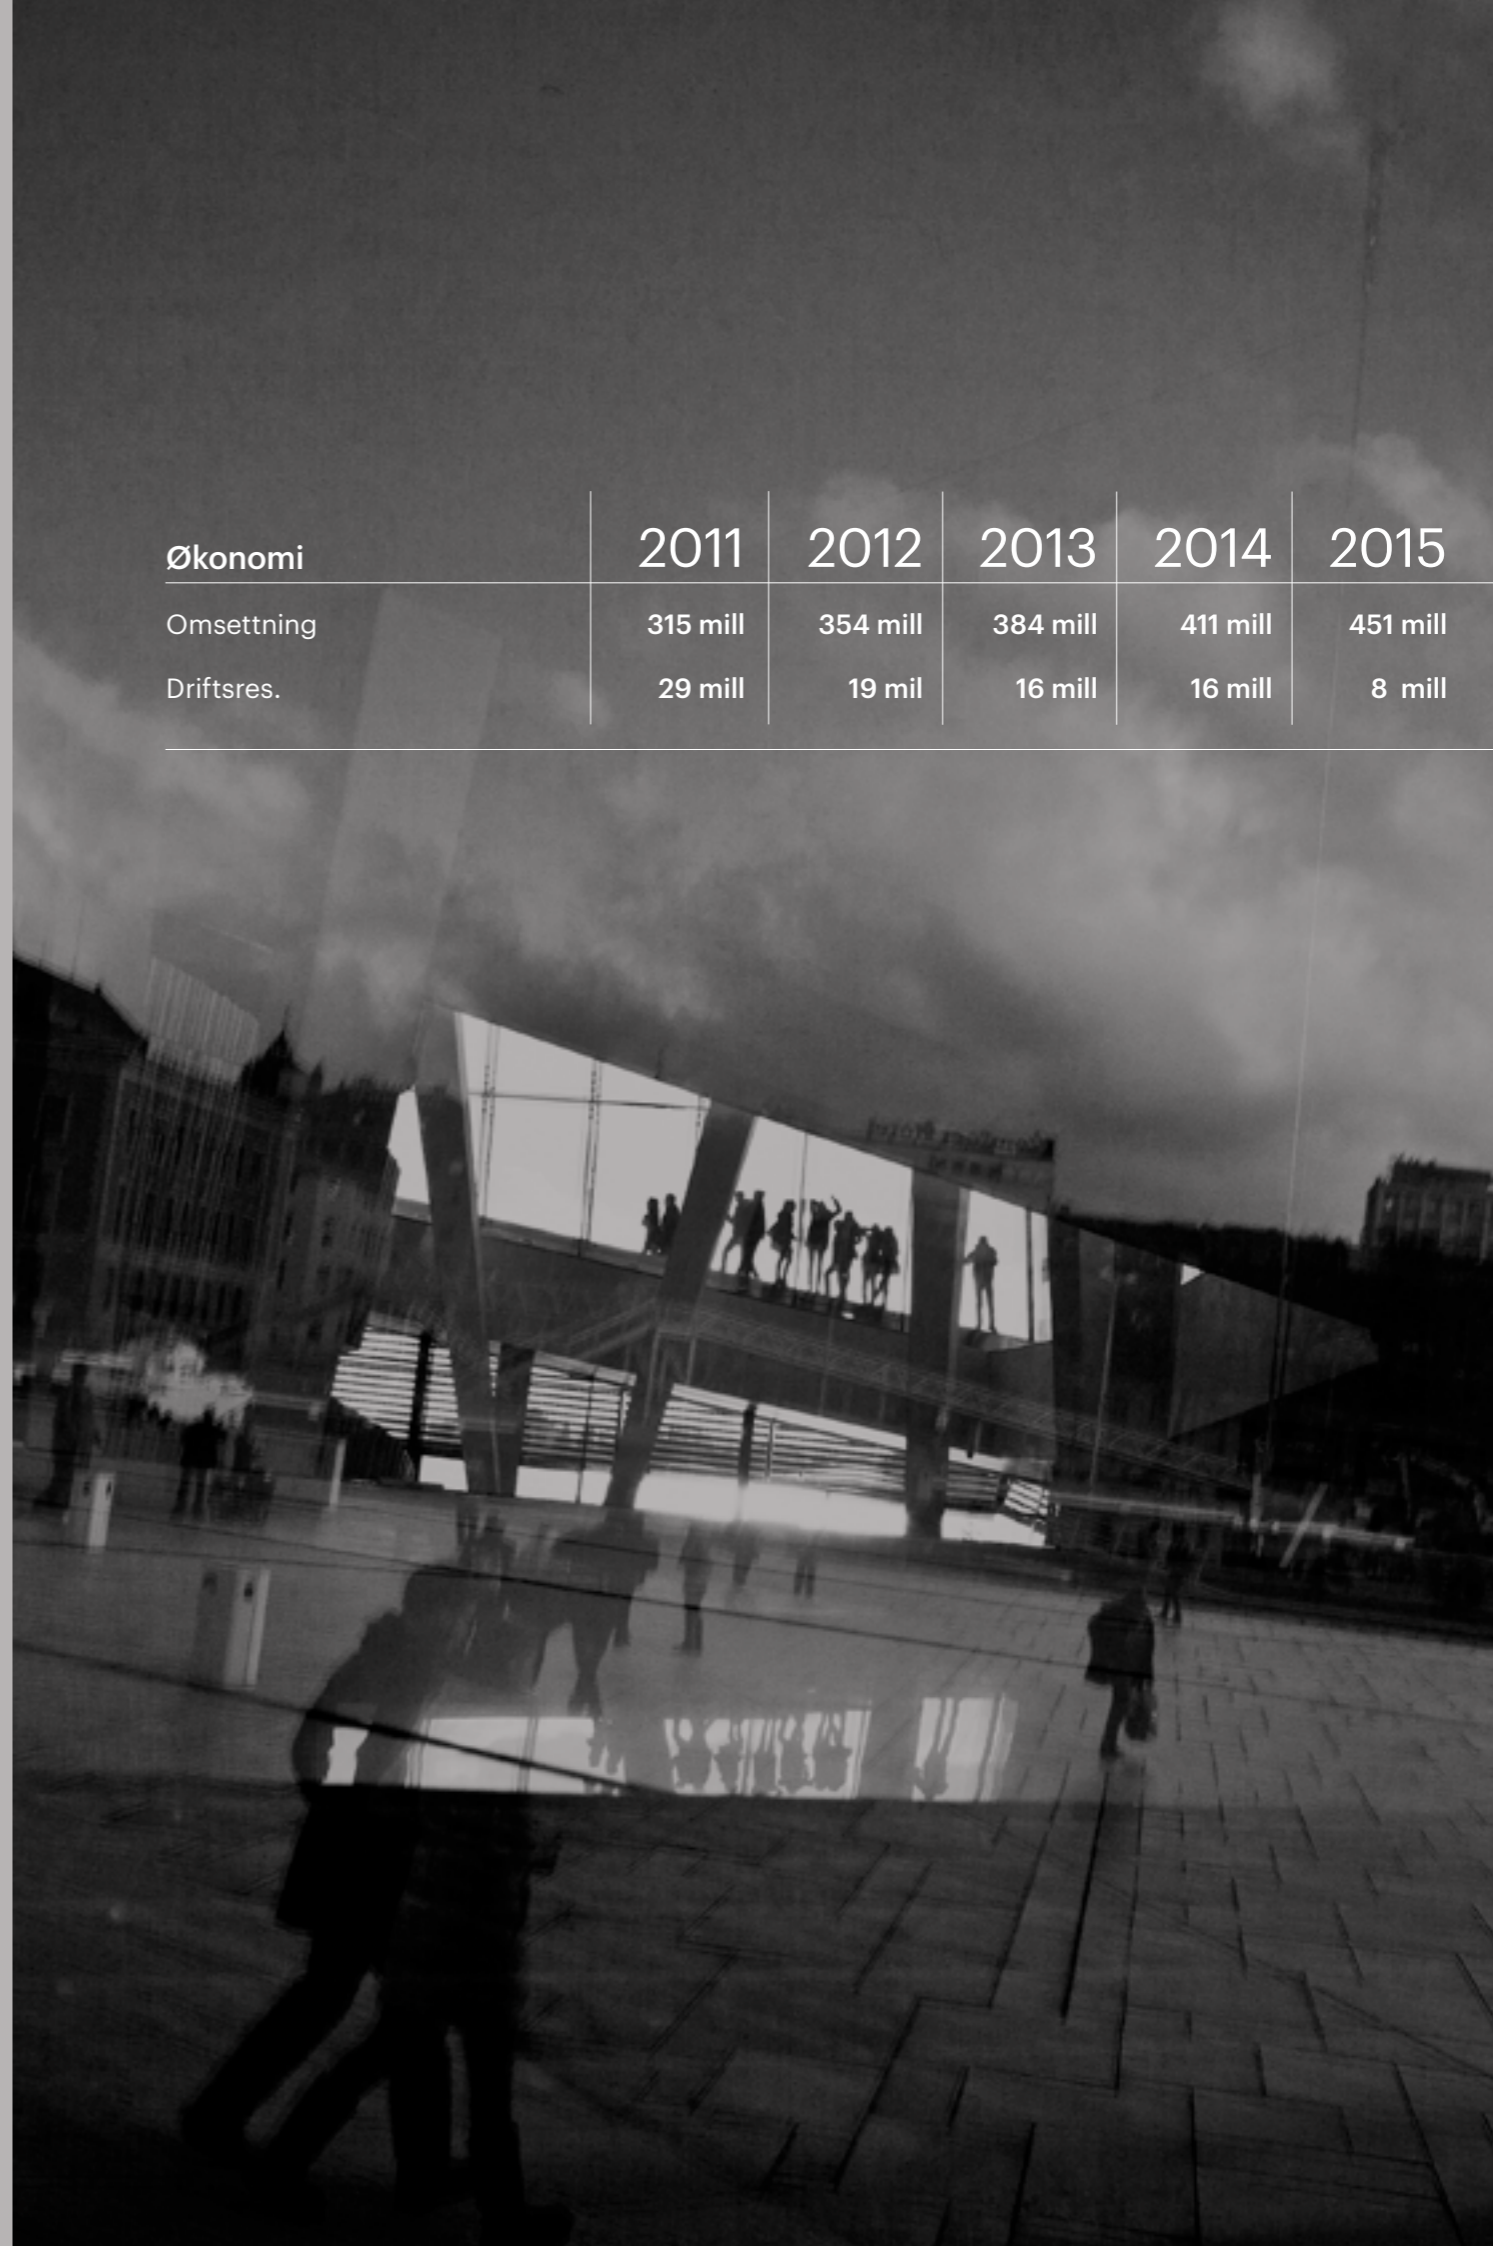 Økonomi 2011 2012 2013 2014 2015
Omsettning 315 mill 354 mill 384 mill 411 mill 451 mill
Driftsres. 29 mill 19 mil 16 mill 16 mill 8 mill